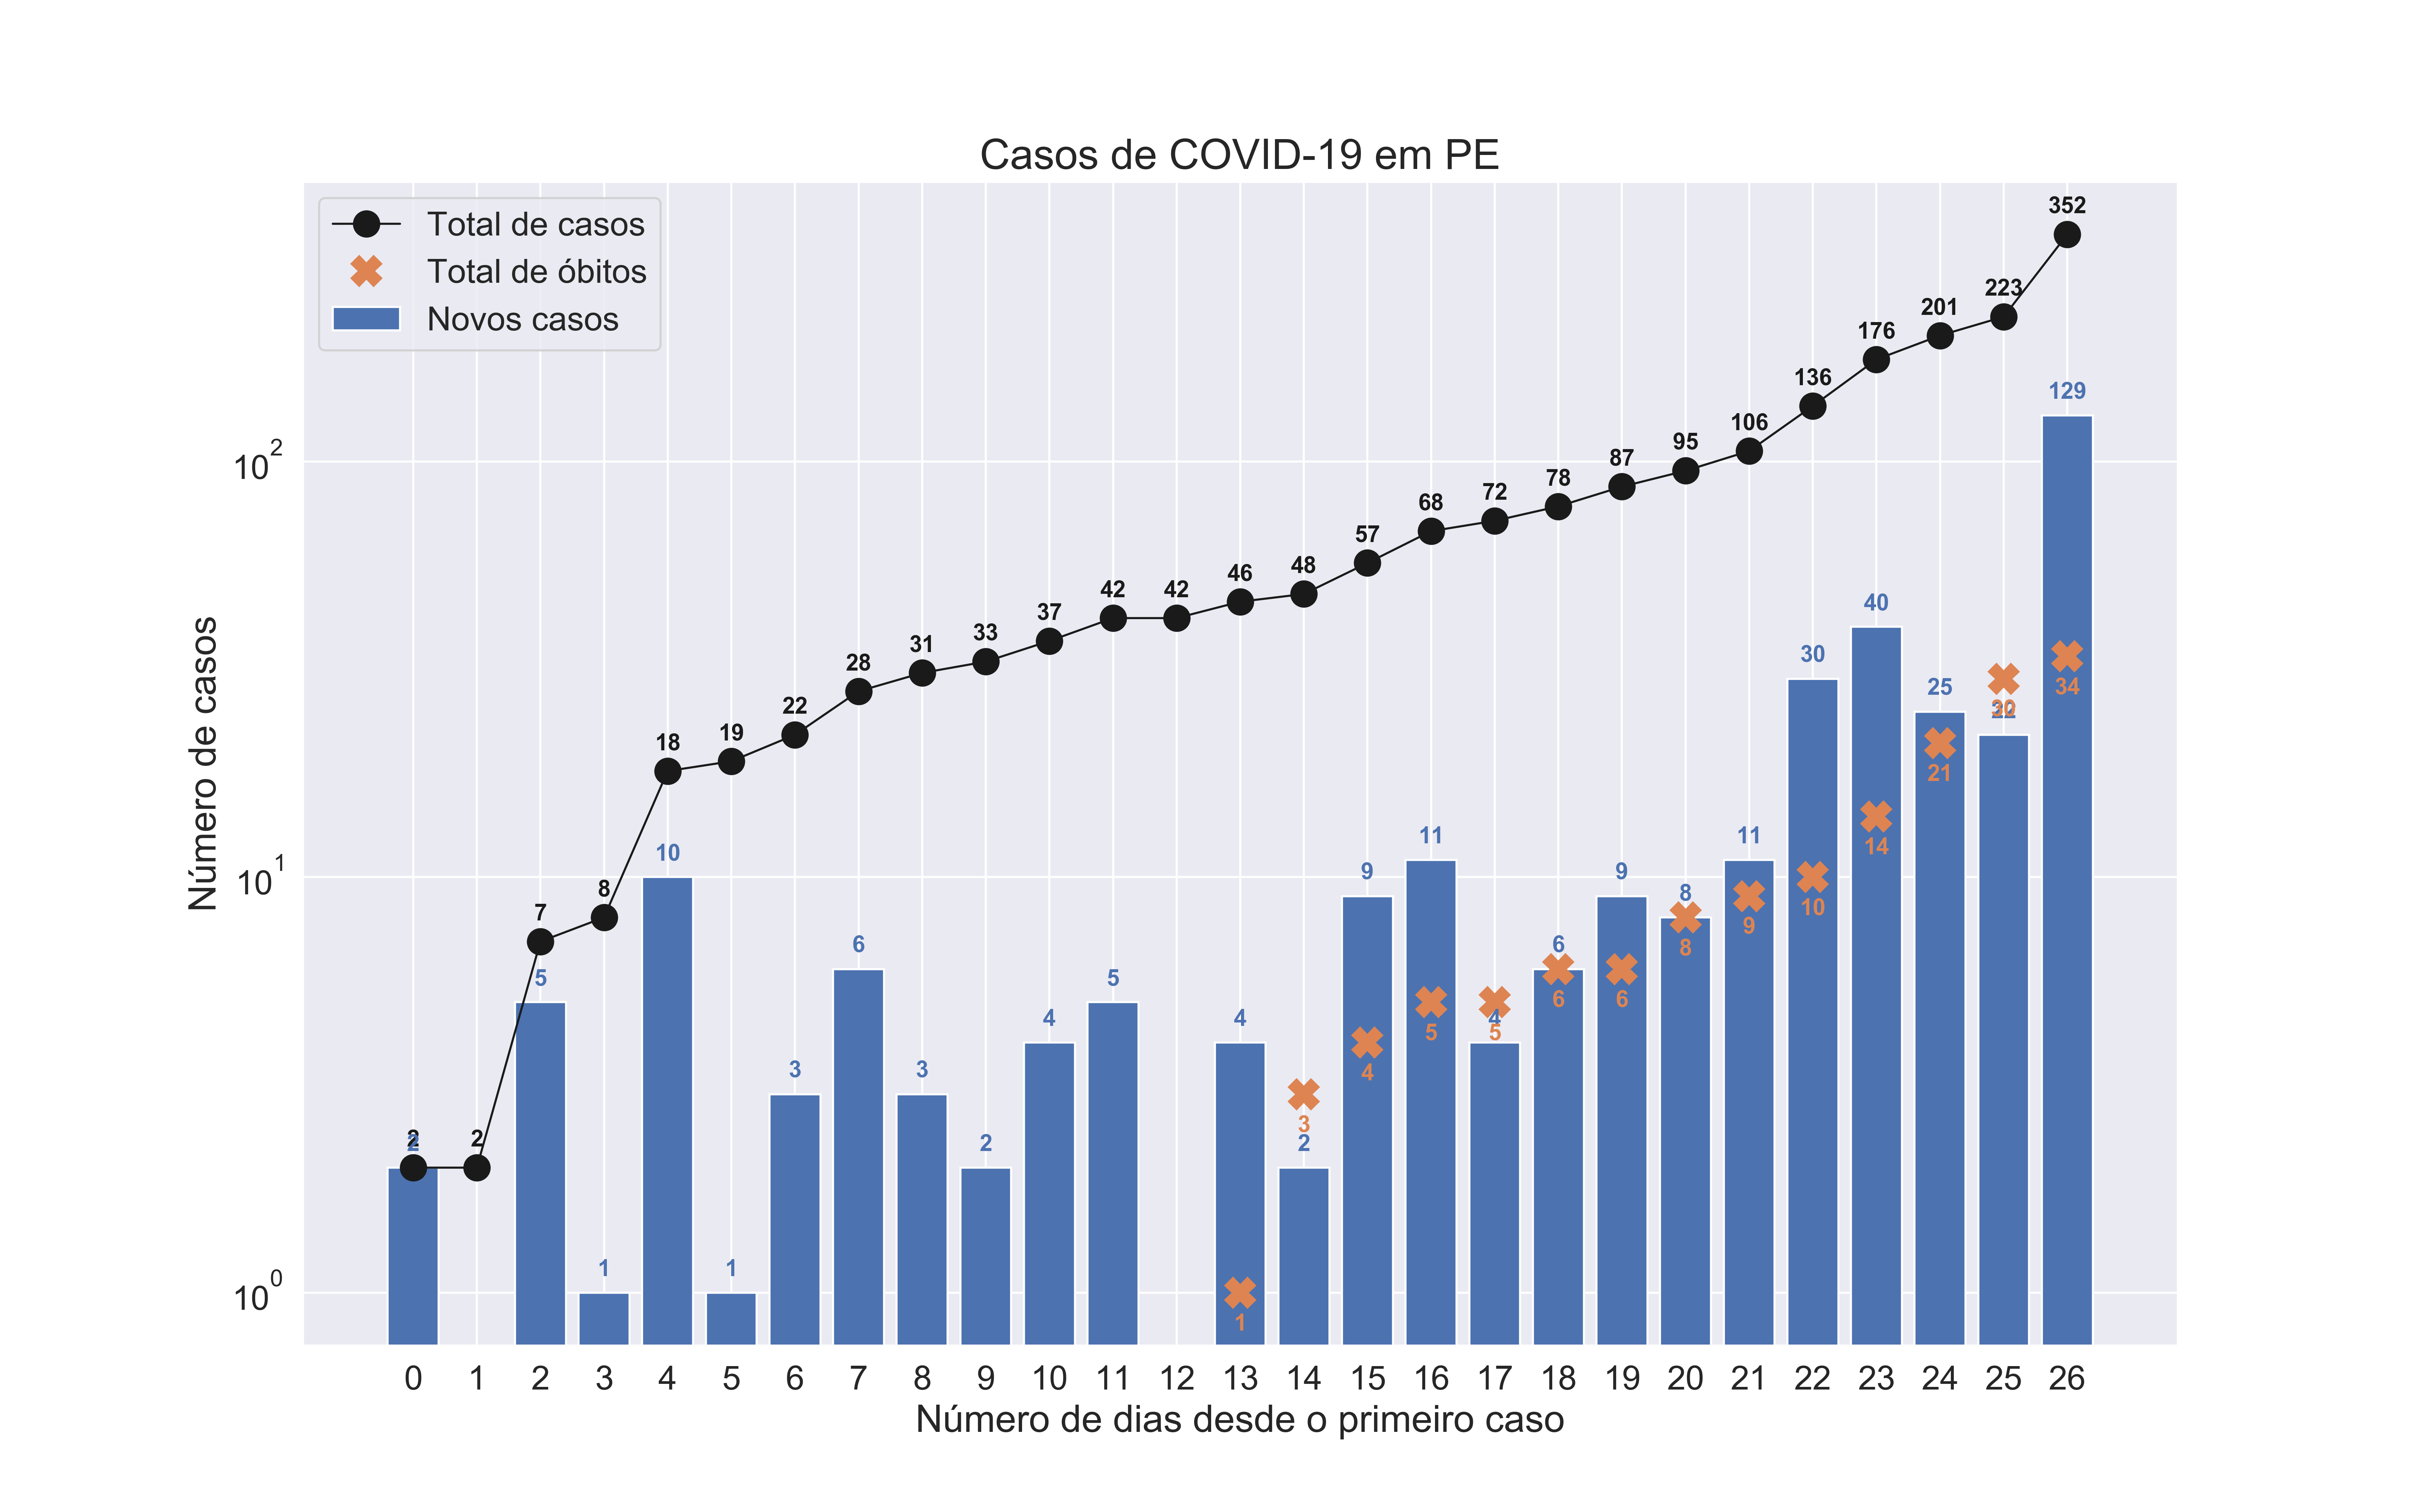 Casos de COVID-19 em PE
Total de casos
Total de óbitos
Novos casos
Número de casos
10^2
10^1
10^0
2 2 7 8 18 19 22 28 31 33 37 42 42 46 48 57 68 72 78 87 95 106 136 176 201 223 352
2 5 1 10 1 3 6 3 2 4 5 4 2 9 11 4 6 9 8 11 30 40 25 22 129
1 3 4 5 5 6 6 8 9 10 14 21 30 34
0 1 2 3 4 5 6 7 8 9 10 11 12 13 14 15 16 17 18 19 20 21 22 23 24 25 26
Número de dias desde o primeiro caso